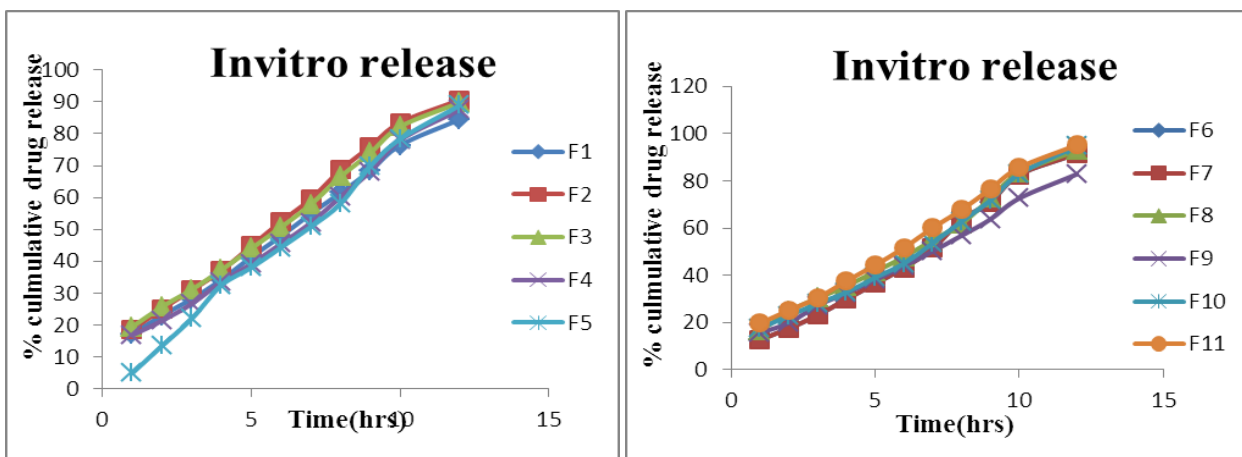 Invitro release
% culmulative drug release
100
90
80
70
60
50
40
30
20
10
0
0
5
10
15
Time(hrs)
F1
F2
F3
F4
F5
Invitro release
% culmulative drug release
120
100
80
60
40
20
0
0
5
10
15
Time(hrs)
F6
F7
F8
F9
F10
F11